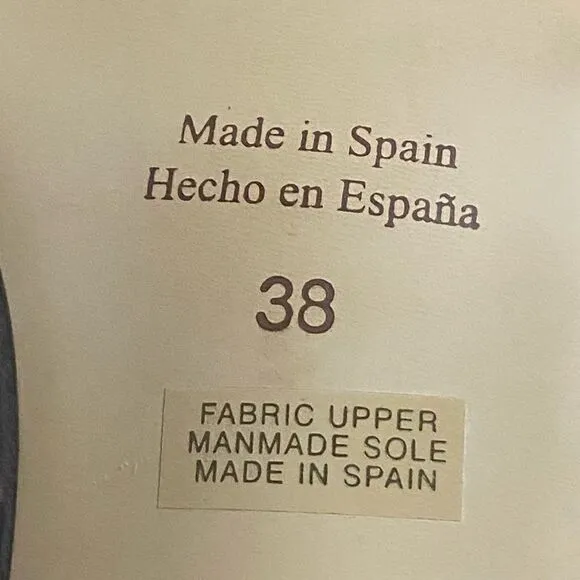 Made in Spain
Hecho en España
38
FABRIC UPPER
MANMADE SOLE
MADE IN SPAIN